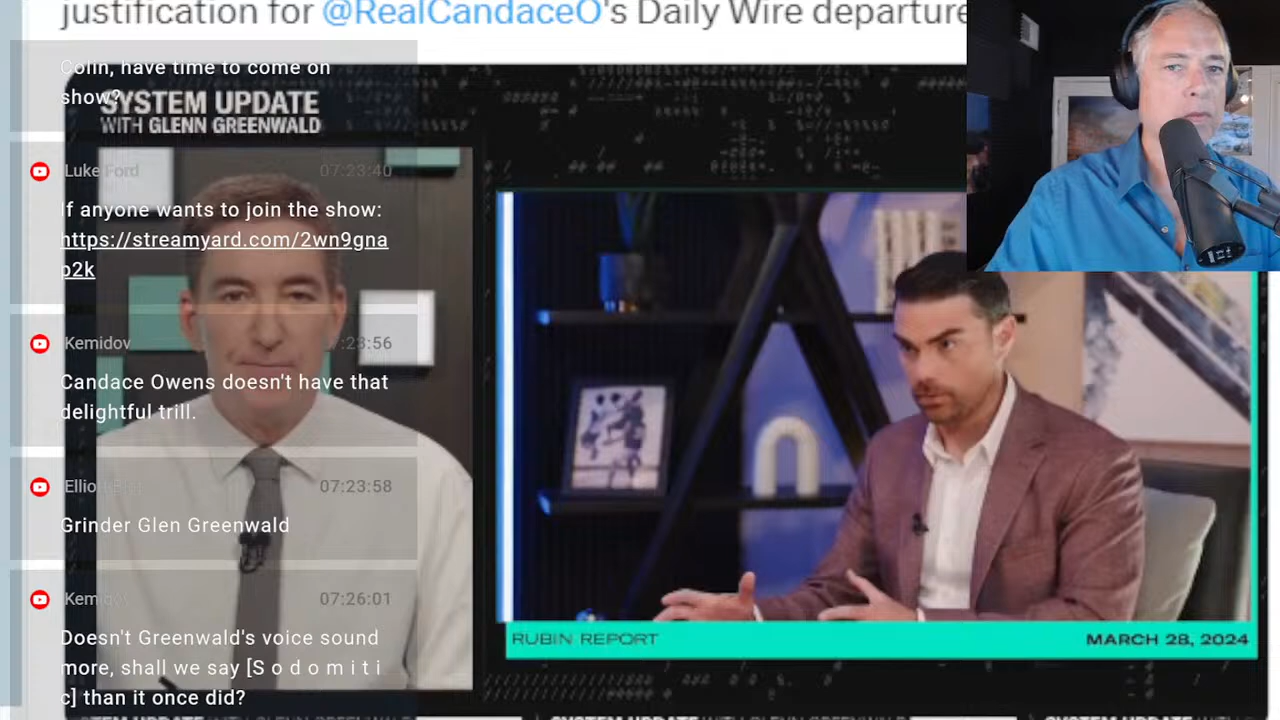 justification for @RealCandaceO's Daily Wire departure
Colin, have time to come on
show?
SYSTEM UPDATE
WITH GLENN GREENWALD
Luke Ford 07:23:40
If anyone wants to join the show:
https://streamyard.com/2wn9gna
p2k
Kemidov 07:23:56
Candace Owens doesn't have that
delightful trill.
07:23:58
Grinder Glen Greenwald
07:26:01
Doesn't Greenwald's voice sound
more, shall we say [S o d o m i t i
c] than it once did?
RUBIN REPORT MARCH 28, 2024